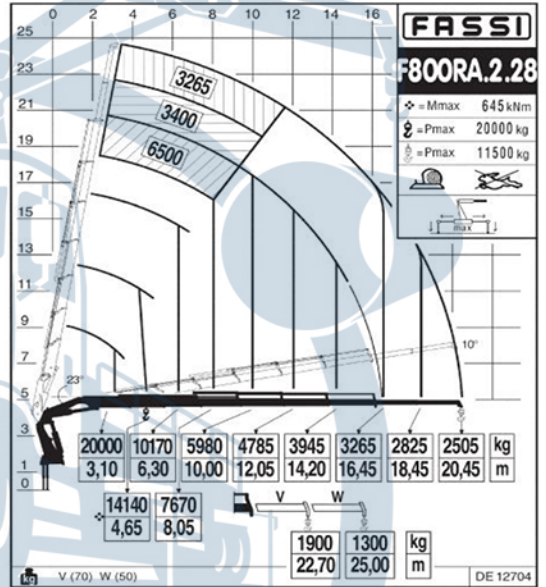 0 2 4 6 8 10 12 14 16
FASSI
F800RA.2.28
= Mmax 645 kNm
= Pmax 20000 kg
= Pmax 11500 kg
max
25
23
21
19
17
15
13
11
9
7
5
3
1
0
3265
3400
6500
10°
23°
20000 10170 5980 4785 3945 3265 2825 2505 kg
3,10 6,30 10,00 12,05 14,20 16,45 18,45 20,45 m
14140 7670
4,65 8,05
V W
1900 1300 kg
22,70 25,00 m
kg V (70) W (50)
DE 12704